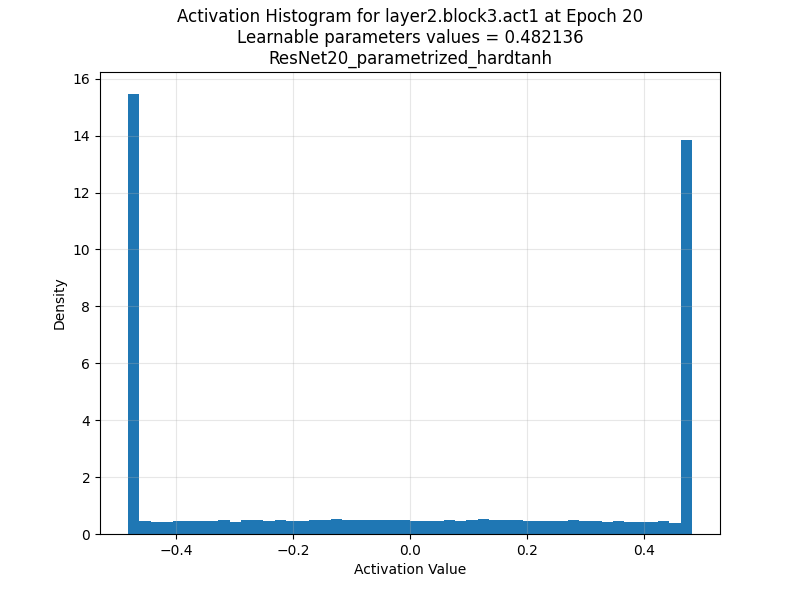 Activation Histogram for layer2.block3.act1 at Epoch 20
Learnable parameters values = 0.482136
ResNet20_parametrized_hardtanh
16
14
12
10
8
6
4
2
0
Density
−0.4
−0.2
0.0
0.2
0.4
Activation Value